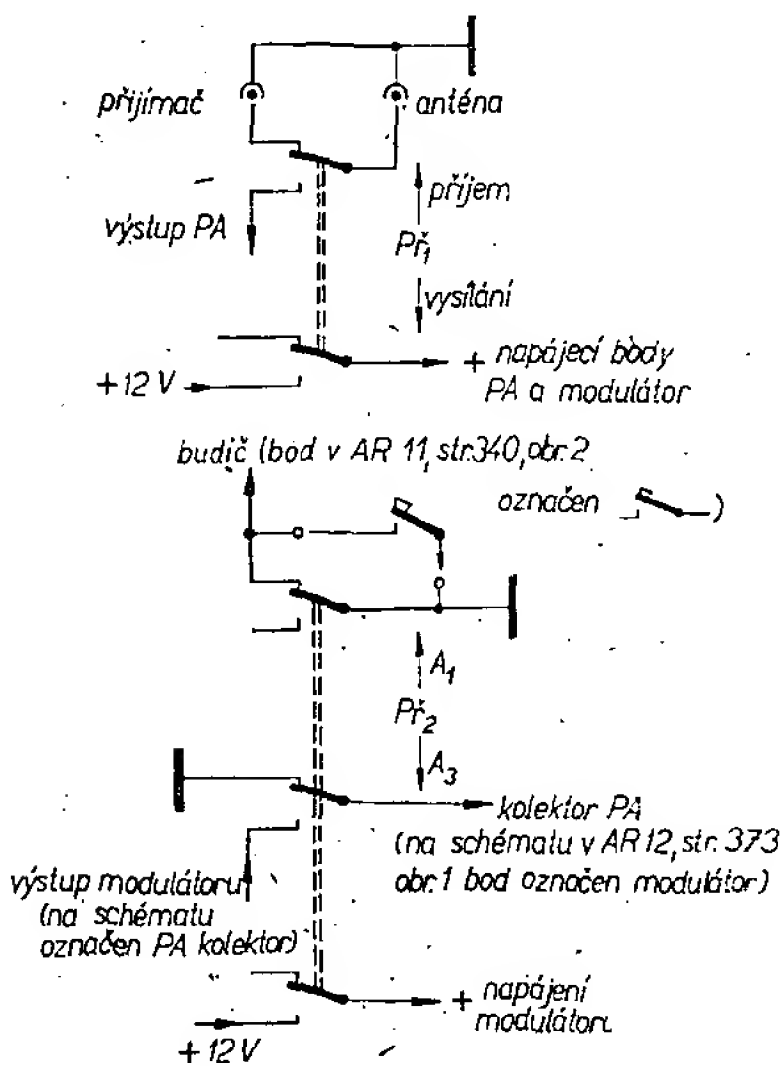 přijímač
anténa
příjem
výstup PA
Př₁
vysílání
+ napájecí body
PA a modulátor
+12 V
budič (bod v AR 11, str. 340, obr. 2
označen )
A₁
Př₂
A₃
kolektor PA
(na schématu v AR 12, str. 373
obr. 1 bod označen modulátor)
výstup modulátoru
(na schématu
označen PA kolektor)
+ napájení
modulátoru
+12V